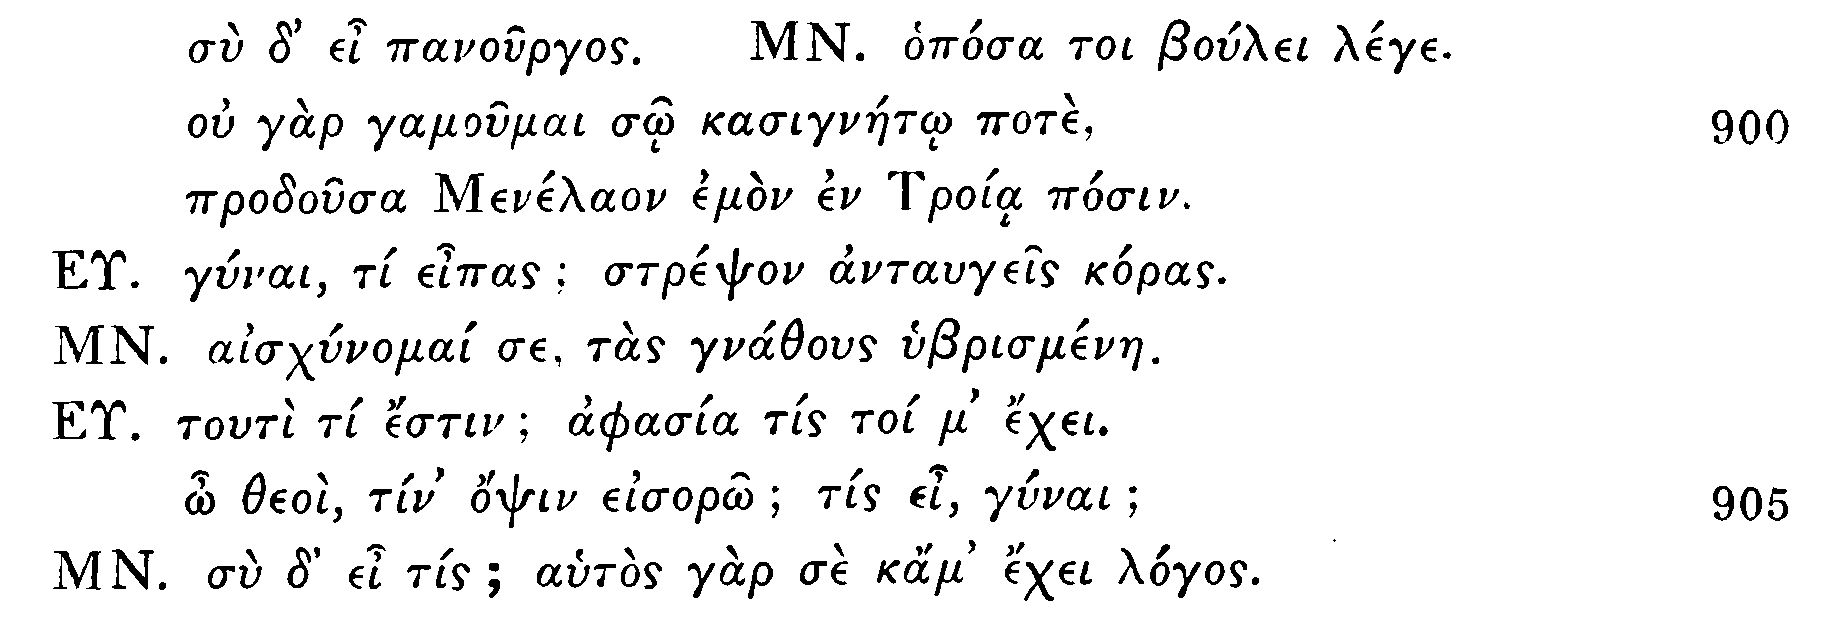 σὺ δ’ εἶ πανοῦργος. ΜΝ. ὁπόσα τοι βούλει λέγε.
οὐ γὰρ γαμοῦμαι σῷ κασιγνήτῳ ποτὲ, 900
προδοῦσα Μενέλαον ἐμὸν ἐν Τροίᾳ πόσιν.
ΕΥ. γύναι, τί εἶπας; στρέψον ἀνταυγεῖς κόρας.
ΜΝ. αἰσχύνομαί σε, τὰς γνάθους ὑβρισμένη.
ΕΥ. τουτὶ τί ἔστιν; ἀφασία τίς τοί μ’ ἔχει.
ὦ θεοὶ, τίν’ ὄψιν εἰσορῶ; τίς εἶ, γύναι; 905
ΜΝ. σὺ δ’ εἶ τίς; αὑτὸς γὰρ σὲ κἄμ’ ἔχει λόγος.